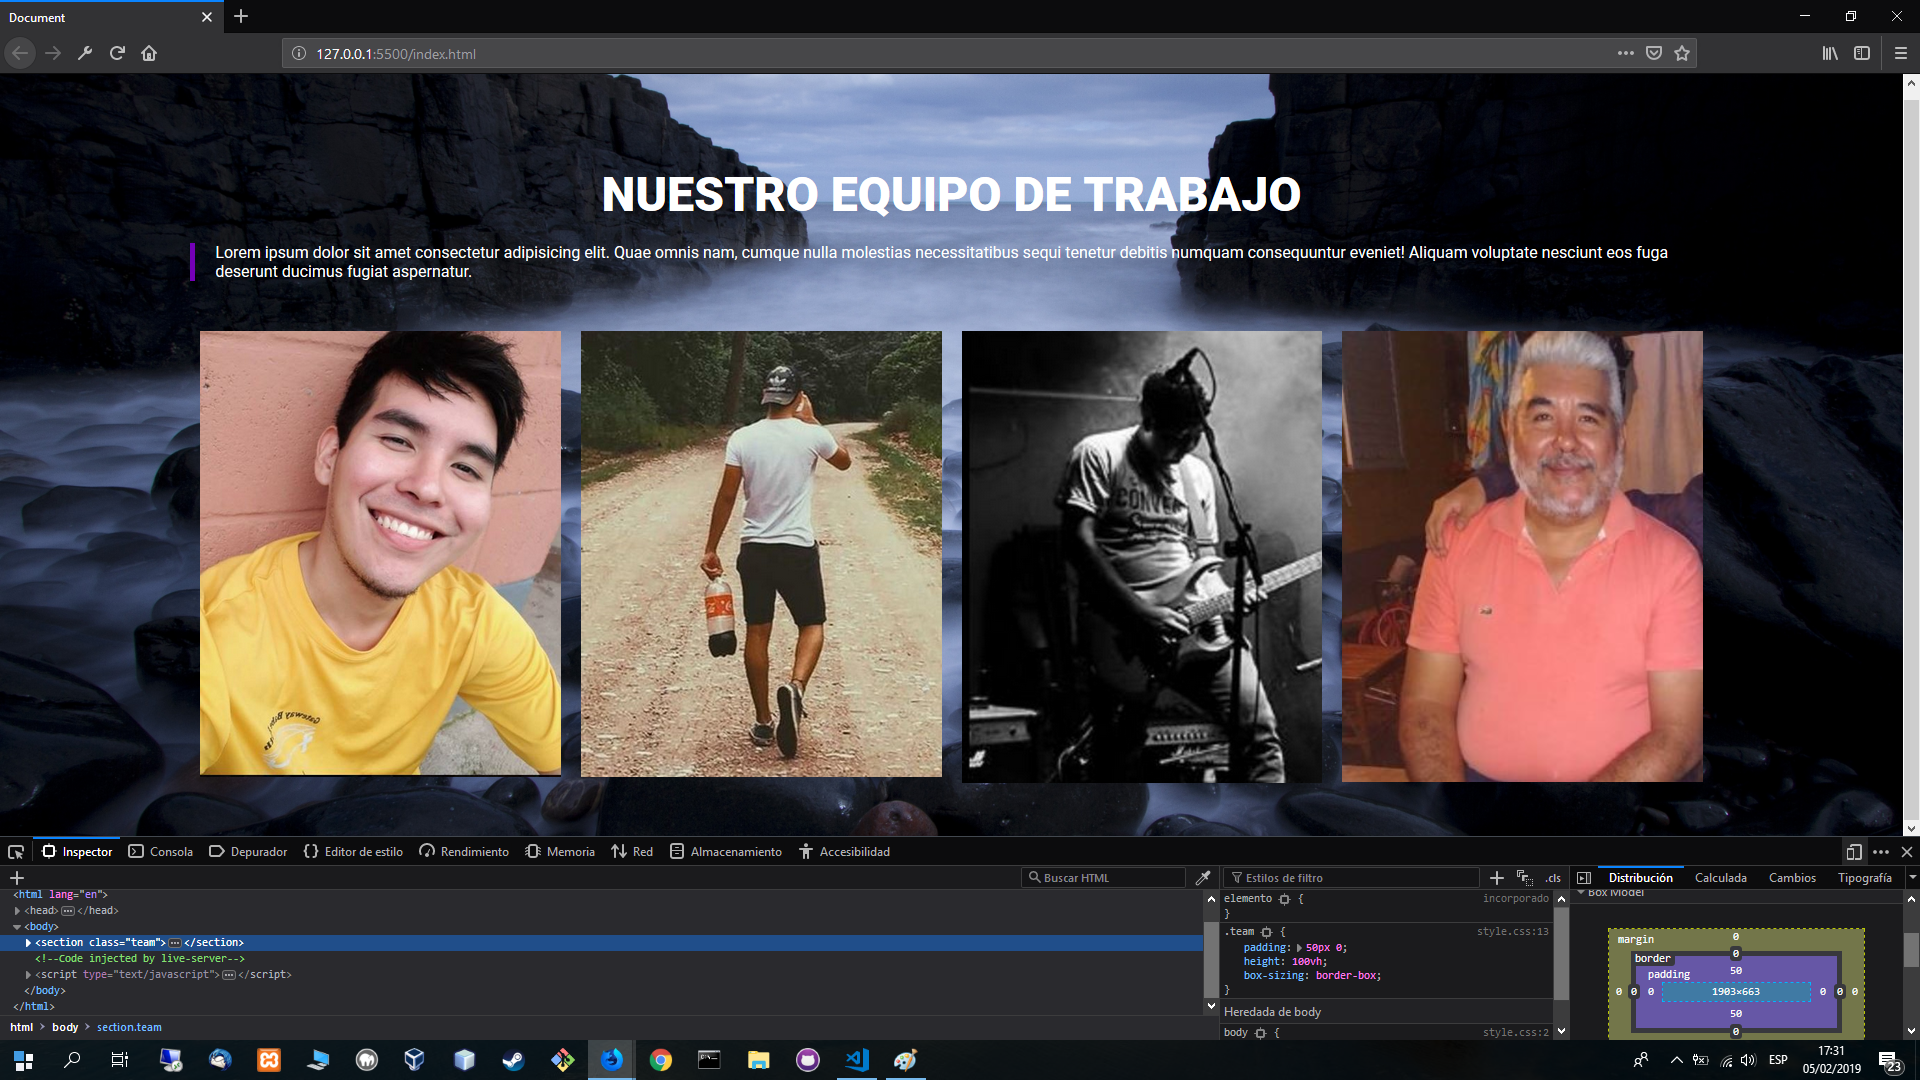 Document
127.0.0.1:5500/index.html
NUESTRO EQUIPO DE TRABAJO
Lorem ipsum dolor sit amet consectetur adipisicing elit. Quae omnis nam, cumque nulla molestias necessitatibus sequi tenetur debitis numquam consequuntur eveniet! Aliquam voluptate nesciunt eos fuga
deserunt ducimus fugiat aspernatur.
CONVER
Inspector Consola Depurador Editor de estilo Rendimiento Memoria Red Almacenamiento Accesibilidad
Buscar HTML
<html lang="en">
<head> </head>
<body>
<section class="team"> </section>
<!--Code injected by live-server-->
<script type="text/javascript"> </script>
</body>
</html>
html > body > section.team
Estilos de filtro
.cls
elemento {
incorporado
}
.team {
style.css:13
padding: 50px 0;
height: 100vh;
box-sizing: border-box;
}
Heredada de body
body {
style.css:2
Distribución Calculada Cambios Tipografía
Box Model
margin 0
border 0
padding 50
0 0 0 1903×663 0 0 0
50
0
ESP
17:31
05/02/2019
23